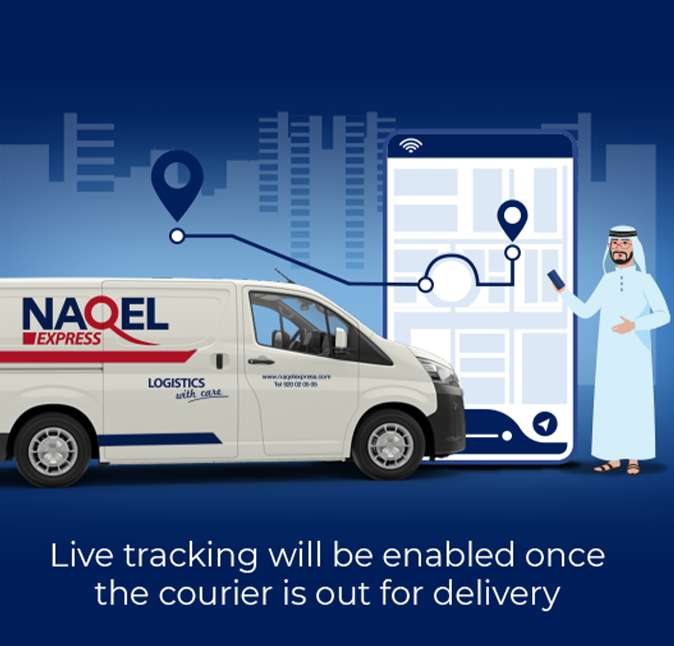 NAQEL
EXPRESS
LOGISTICS
with care
www.naqelexpress.com
Tel 920 02 05 05
Live tracking will be enabled once
the courier is out for delivery